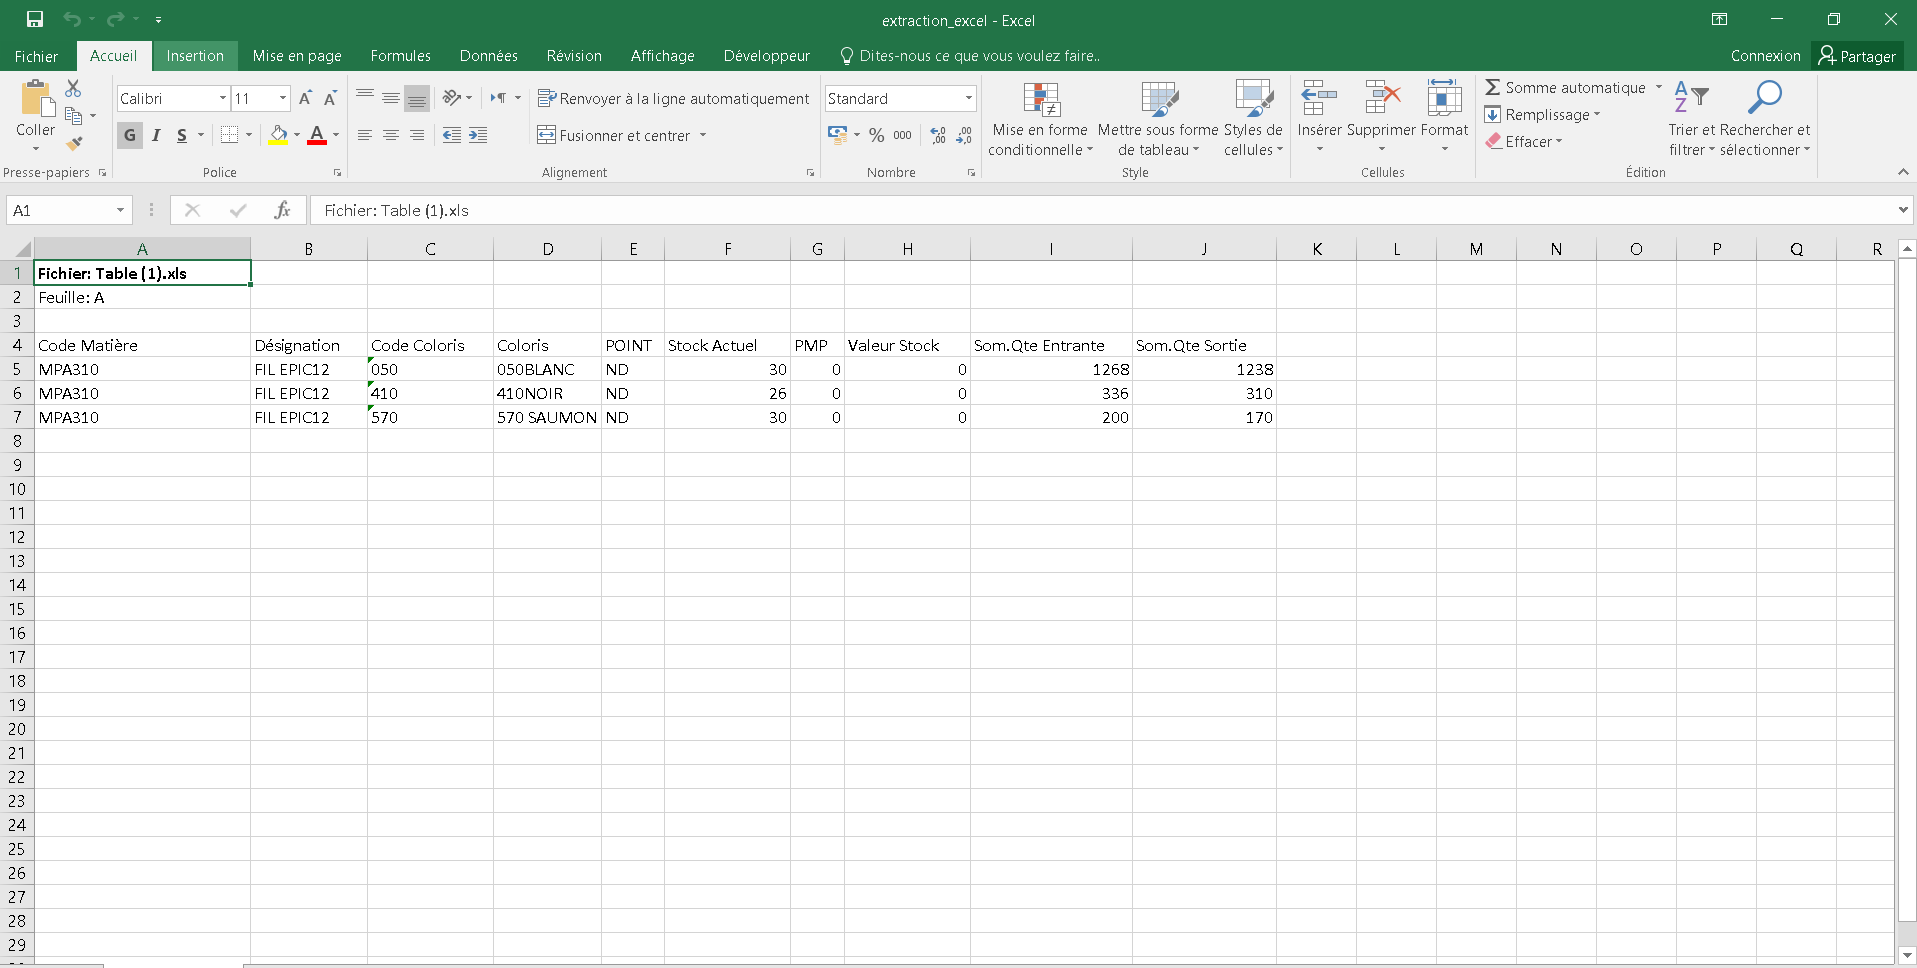 extraction_excel - Excel
Fichier Accueil Insertion Mise en page Formules Données Révision Affichage Développeur Dites-nous ce que vous voulez faire.. Connexion Partager
Coller
Calibri 11 A A
G I S A
Renvoyer à la ligne automatiquement
Fusionner et centrer
Standard
% 000
Mise en forme conditionnelle
Mettre sous forme de tableau
Styles de cellules
Insérer Supprimer Format
Somme automatique
Remplissage
Effacer
Trier et filtrer
Rechercher et sélectionner
Presse-papiers Police Alignement Nombre Style Cellules Édition
A1 fx Fichier: Table (1).xls
A B C D E F G H I J K L M N O P Q R
1 Fichier: Table (1).xls
2 Feuille: A
3
4 Code Matière Désignation Code Coloris Coloris POINT Stock Actuel PMP Valeur Stock Som.Qte Entrante Som.Qte Sortie
5 MPA310 FIL EPIC12 050 050BLANC ND 30 0 0 1268 1238
6 MPA310 FIL EPIC12 410 410NOIR ND 26 0 0 336 310
7 MPA310 FIL EPIC12 570 570 SAUMON ND 30 0 0 200 170
8
9
10
11
12
13
14
15
16
17
18
19
20
21
22
23
24
25
26
27
28
29